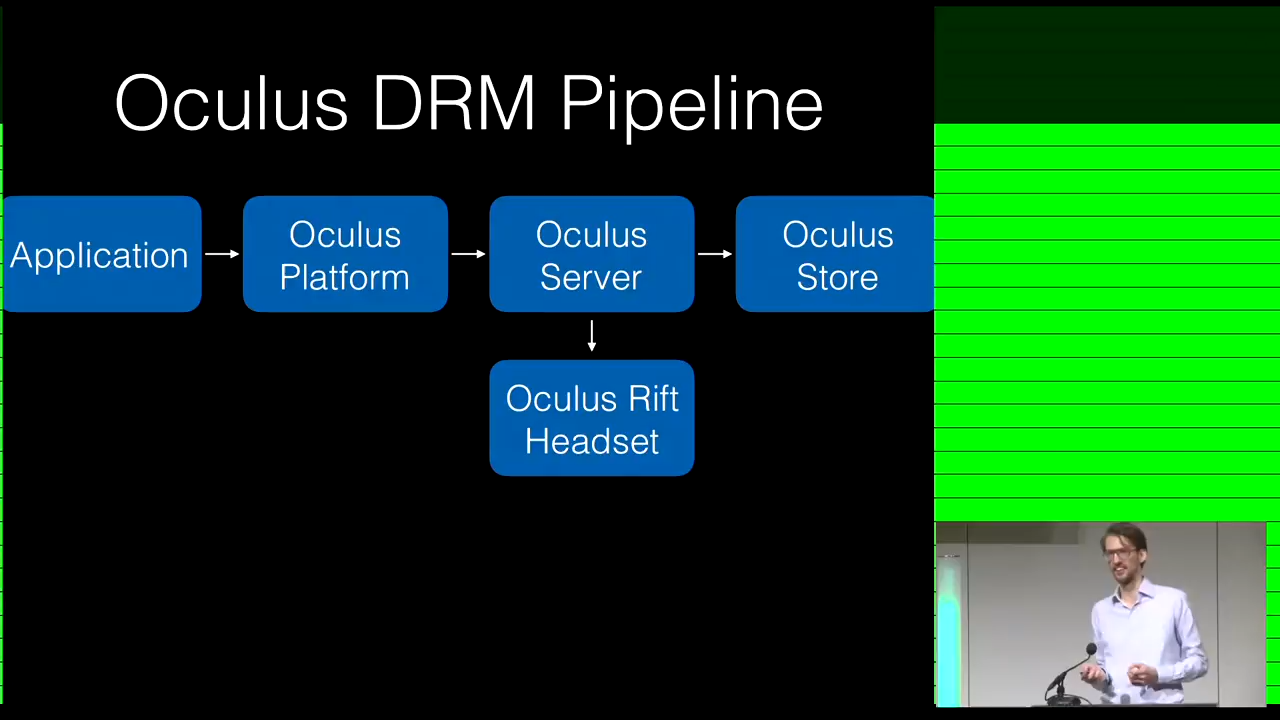 Oculus DRM Pipeline
Application
Oculus
Platform
Oculus
Server
Oculus
Store
Oculus Rift
Headset